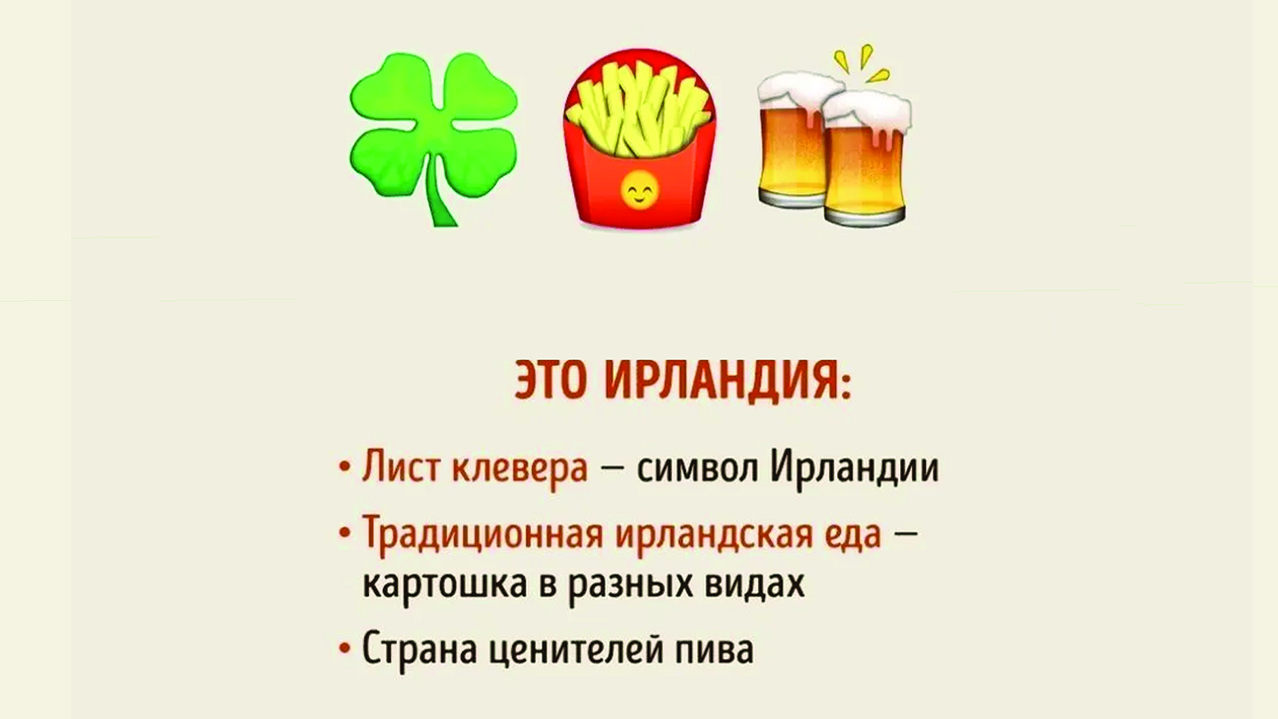 ЭТО ИРЛАНДИЯ:
• Лист клевера – символ Ирландии
• Традиционная ирландская еда –
картошка в разных видах
• Страна ценителей пива